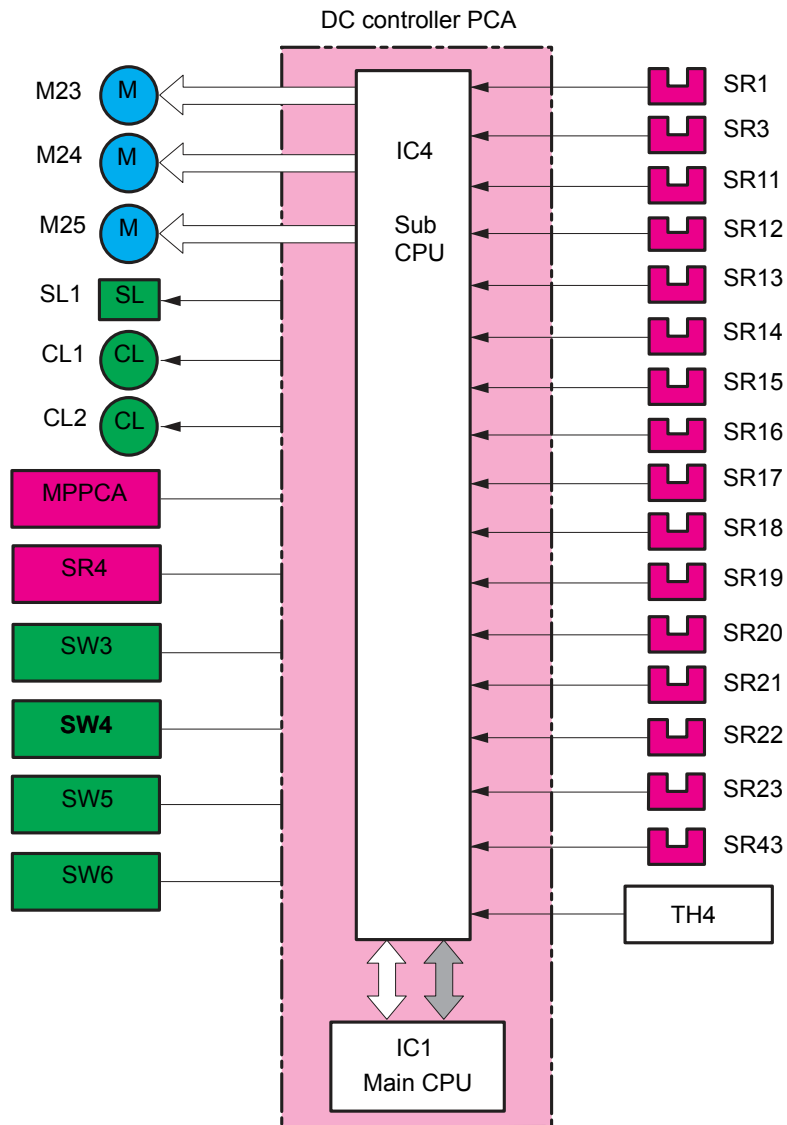 DC controller PCA
M23
M
M24
M
M25
M
SL1
SL
CL1
CL
CL2
CL
MPPCA
SR4
SW3
SW4
SW5
SW6
IC4
Sub
CPU
IC1
Main CPU
SR1
SR3
SR11
SR12
SR13
SR14
SR15
SR16
SR17
SR18
SR19
SR20
SR21
SR22
SR23
SR43
TH4